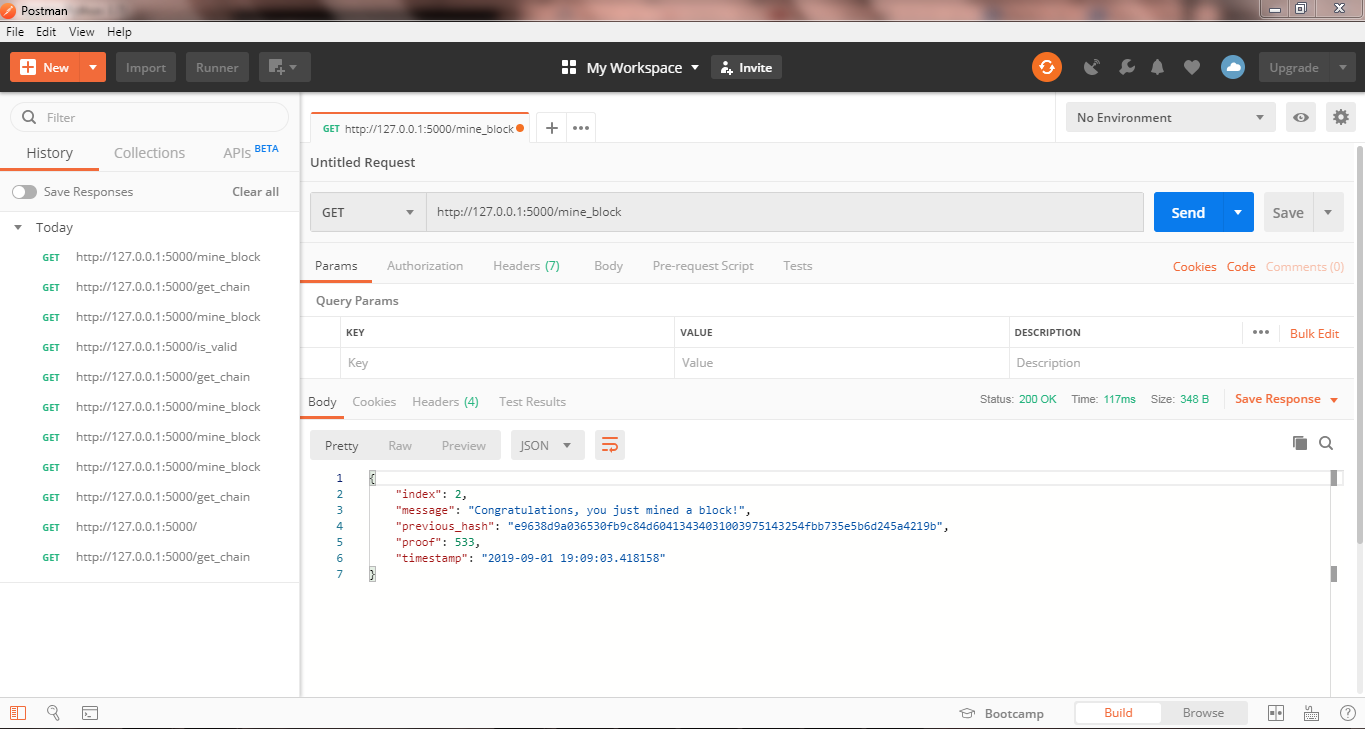 Postman
File Edit View Help
New Import Runner My Workspace Invite Upgrade
Filter
History Collections APIs BETA
Save Responses Clear all
Today
GET http://127.0.0.1:5000/mine_block
GET http://127.0.0.1:5000/get_chain
GET http://127.0.0.1:5000/mine_block
GET http://127.0.0.1:5000/is_valid
GET http://127.0.0.1:5000/get_chain
GET http://127.0.0.1:5000/mine_block
GET http://127.0.0.1:5000/mine_block
GET http://127.0.0.1:5000/mine_block
GET http://127.0.0.1:5000/get_chain
GET http://127.0.0.1:5000/
GET http://127.0.0.1:5000/get_chain
GET http://127.0.0.1:5000/mine_block
No Environment
Untitled Request
GET http://127.0.0.1:5000/mine_block Send Save
Params Authorization Headers (7) Body Pre-request Script Tests Cookies Code Comments (0)
Query Params
KEY VALUE DESCRIPTION Bulk Edit
Key Value Description
Body Cookies Headers (4) Test Results Status: 200 OK Time: 117ms Size: 348 B Save Response
Pretty Raw Preview JSON
1 {
2 "index": 2,
3 "message": "Congratulations, you just mined a block!",
4 "previous_hash": "e9638d9a036530fb9c84d60413434031003975143254fbb735e5b6d245a4219b",
5 "proof": 533,
6 "timestamp": "2019-09-01 19:09:03.418158"
7 }
Bootcamp Build Browse